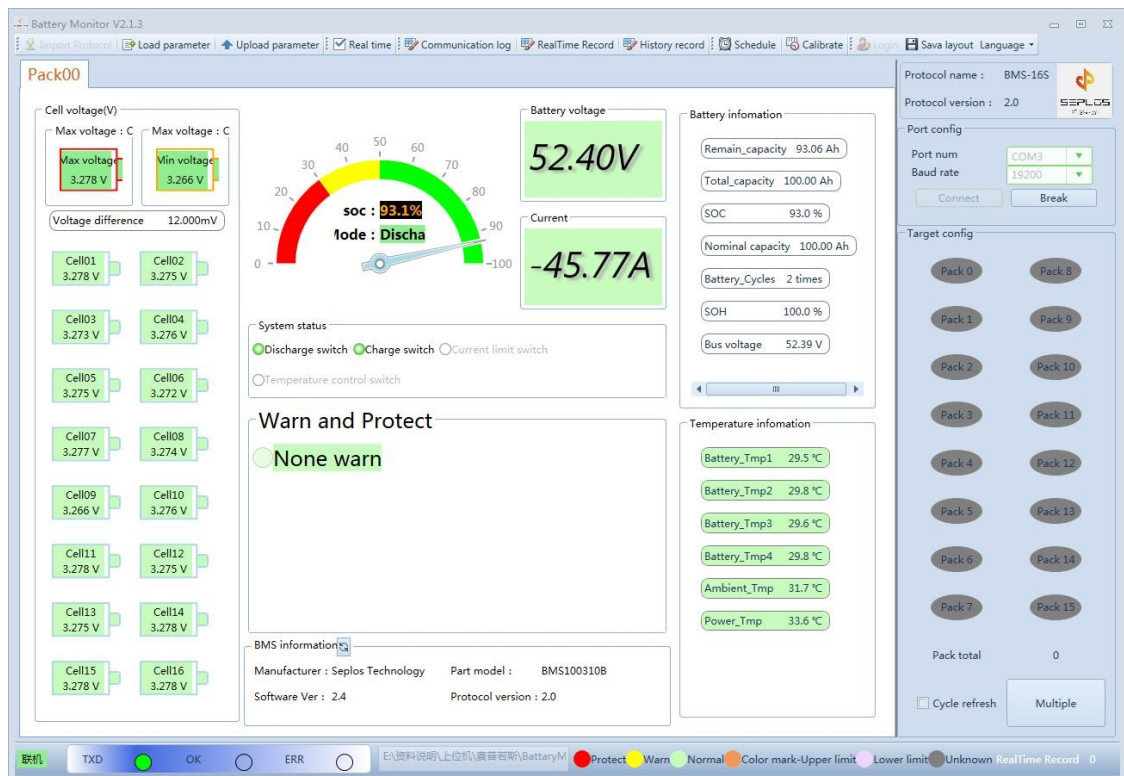 Battery Monitor V2.1.3
Import Protocol Load parameter Upload parameter Real time Communication log RealTime Record History record Schedule Calibrate Login Sava layout Language
Pack00
Cell voltage(V)
Max voltage : C Max voltage : C
Max voltage Min voltage
3.278 V 3.266 V
Voltage difference 12.000mV
Cell01 Cell02
3.278 V 3.275 V
Cell03 Cell04
3.273 V 3.276 V
Cell05 Cell06
3.275 V 3.272 V
Cell07 Cell08
3.277 V 3.274 V
Cell09 Cell10
3.266 V 3.276 V
Cell11 Cell12
3.278 V 3.275 V
Cell13 Cell14
3.275 V 3.278 V
Cell15 Cell16
3.278 V 3.278 V
0 10 20 30 40 50 60 70 80 90 100
soc : 93.1%
Mode : Discha
Battery voltage
52.40V
Current
-45.77A
System status
Discharge switch Charge switch Current limit switch
Temperature control switch
Warn and Protect
None warn
BMS information
Manufacturer : Seplos Technology Part model : BMS100310B
Software Ver : 2.4 Protocol version : 2.0
Battery infomation
Remain_capacity 93.06 Ah
Total_capacity 100.00 Ah
SOC 93.0 %
Nominal capacity 100.00 Ah
Battery_Cycles 2 times
SOH 100.0 %
Bus voltage 52.39 V
Temperature infomation
Battery_Tmp1 29.5 ℃
Battery_Tmp2 29.8 ℃
Battery_Tmp3 29.6 ℃
Battery_Tmp4 29.8 ℃
Ambient_Tmp 31.7 ℃
Power_Tmp 33.6 ℃
Protocol name : BMS-16S
Protocol version : 2.0
SEPLOS
Port config
Port num COM3
Baud rate 19200
Connect Break
Target config
Pack 0 Pack 8
Pack 1 Pack 9
Pack 2 Pack 10
Pack 3 Pack 11
Pack 4 Pack 12
Pack 5 Pack 13
Pack 6 Pack 14
Pack 7 Pack 15
Pack total 0
Cycle refresh Multiple
联机 TXD OK ERR E:\资料说明\上位机\赛普若斯\BattaryM Protect Warn Normal Color mark-Upper limit Lower limit Unknown RealTime Record 0